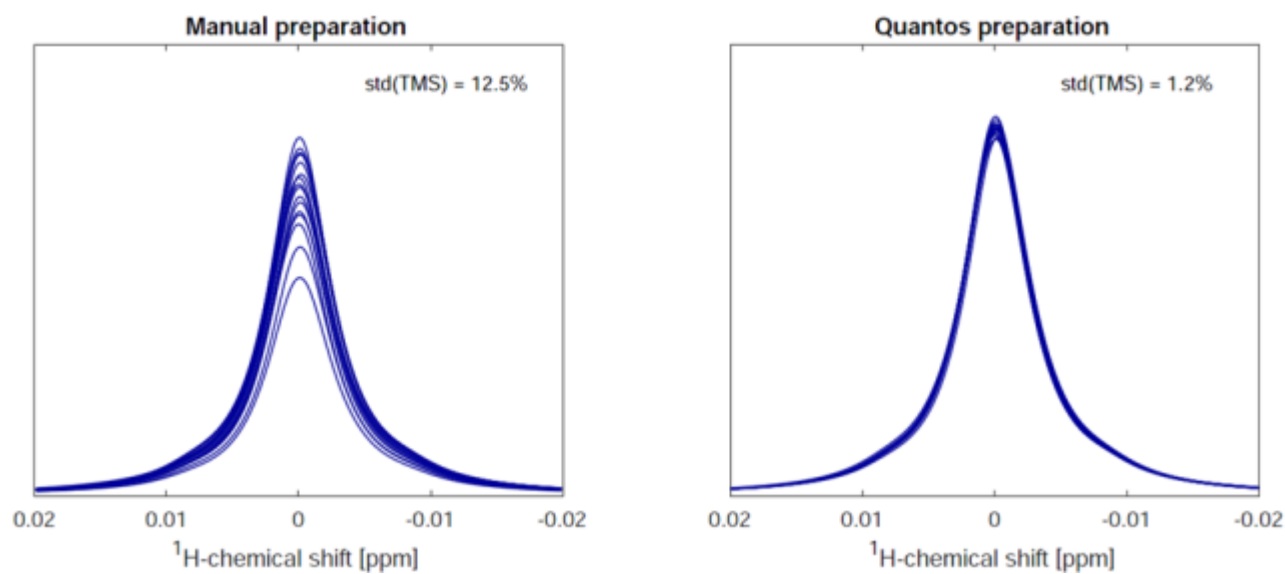 Manual preparation
std(TMS) = 12.5%
0.02 0.01 0 -0.01 -0.02
¹H-chemical shift [ppm]
Quantos preparation
std(TMS) = 1.2%
0.02 0.01 0 -0.01 -0.02
¹H-chemical shift [ppm]